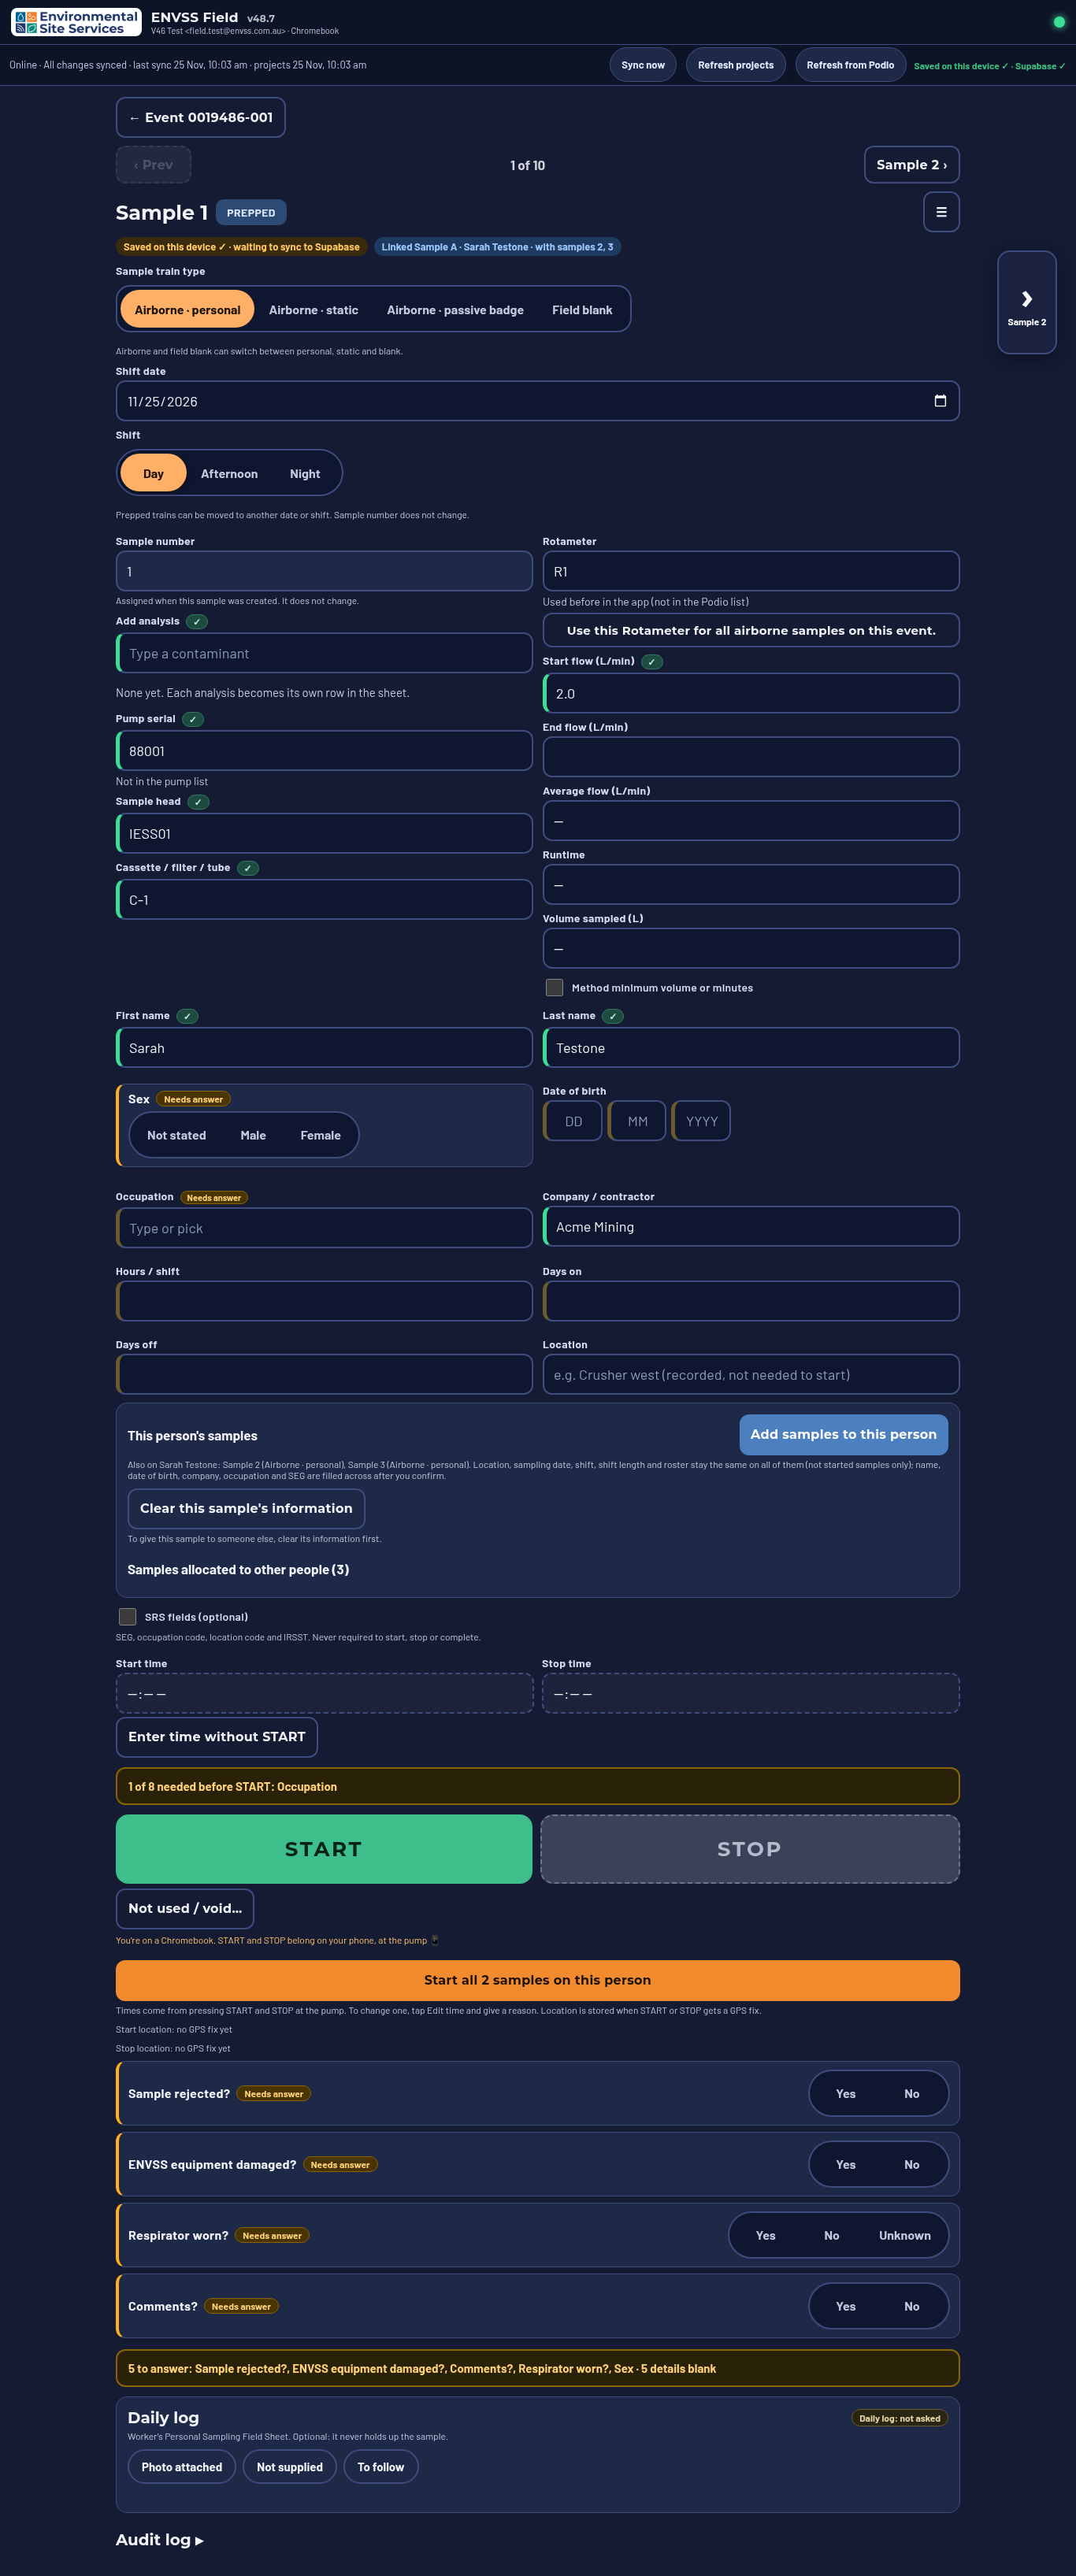 Environmental
Site Services
ENVSS Field v48.7
V46 Test <field.test@envss.com.au> · Chromebook
Online · All changes synced · last sync 25 Nov, 10:03 am · projects 25 Nov, 10:03 am
Sync now
Refresh projects
Refresh from Podio
Saved on this device ✓ · Supabase ✓
← Event 0019486-001
‹ Prev
1 of 10
Sample 2 ›
Sample 1
PREPPED
☰
Saved on this device ✓ · waiting to sync to Supabase
Linked Sample A · Sarah Testone · with samples 2, 3
›
Sample 2
Sample train type
Airborne · personal
Airborne · static
Airborne · passive badge
Field blank
Airborne and field blank can switch between personal, static and blank.
Shift date
11/25/2026
Shift
Day
Afternoon
Night
Prepped trains can be moved to another date or shift. Sample number does not change.
Sample number
1
Assigned when this sample was created. It does not change.
Add analysis ✓
Type a contaminant
None yet. Each analysis becomes its own row in the sheet.
Pump serial ✓
88001
Not in the pump list
Sample head ✓
IESS01
Cassette / filter / tube ✓
C-1
Rotameter
R1
Used before in the app (not in the Podio list)
Use this Rotameter for all airborne samples on this event.
Start flow (L/min) ✓
2.0
End flow (L/min)
Average flow (L/min)
—
Runtime
—
Volume sampled (L)
—
Method minimum volume or minutes
First name ✓
Sarah
Last name ✓
Testone
Sex Needs answer
Not stated
Male
Female
Date of birth
DD
MM
YYYY
Occupation Needs answer
Type or pick
Company / contractor
Acme Mining
Hours / shift
Days on
Days off
Location
e.g. Crusher west (recorded, not needed to start)
This person's samples
Add samples to this person
Also on Sarah Testone: Sample 2 (Airborne · personal), Sample 3 (Airborne · personal). Location, sampling date, shift, shift length and roster stay the same on all of them (not started samples only); name,
date of birth, company, occupation and SEG are filled across after you confirm.
Clear this sample's information
To give this sample to someone else, clear its information first.
Samples allocated to other people (3)
SRS fields (optional)
SEG, occupation code, location code and IRSST. Never required to start, stop or complete.
Start time
—:— —
Stop time
—:— —
Enter time without START
1 of 8 needed before START: Occupation
START
STOP
Not used / void…
You're on a Chromebook. START and STOP belong on your phone, at the pump 📱
Start all 2 samples on this person
Times come from pressing START and STOP at the pump. To change one, tap Edit time and give a reason. Location is stored when START or STOP gets a GPS fix.
Start location: no GPS fix yet
Stop location: no GPS fix yet
Sample rejected? Needs answer
Yes
No
ENVSS equipment damaged? Needs answer
Yes
No
Respirator worn? Needs answer
Yes
No
Unknown
Comments? Needs answer
Yes
No
5 to answer: Sample rejected?, ENVSS equipment damaged?, Comments?, Respirator worn?, Sex · 5 details blank
Daily log
Daily log: not asked
Worker's Personal Sampling Field Sheet. Optional: it never holds up the sample.
Photo attached
Not supplied
To follow
Audit log ▸